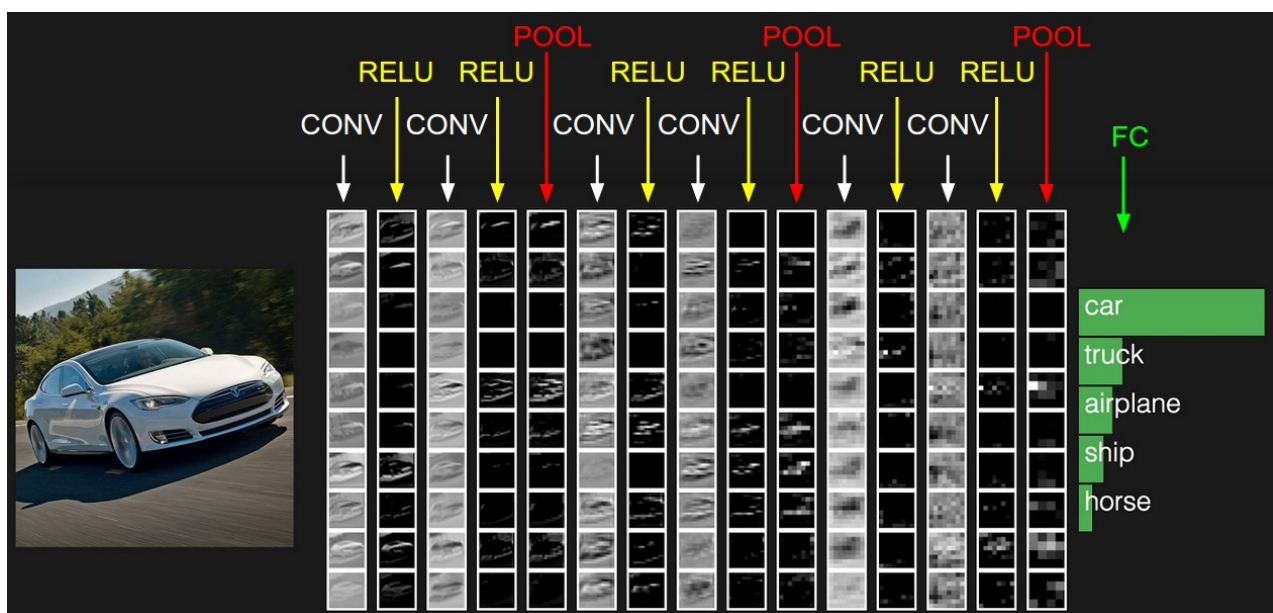 POOL POOL POOL
RELU RELU RELU RELU RELU RELU
CONV CONV CONV CONV CONV CONV
FC
car
truck
airplane
ship
horse